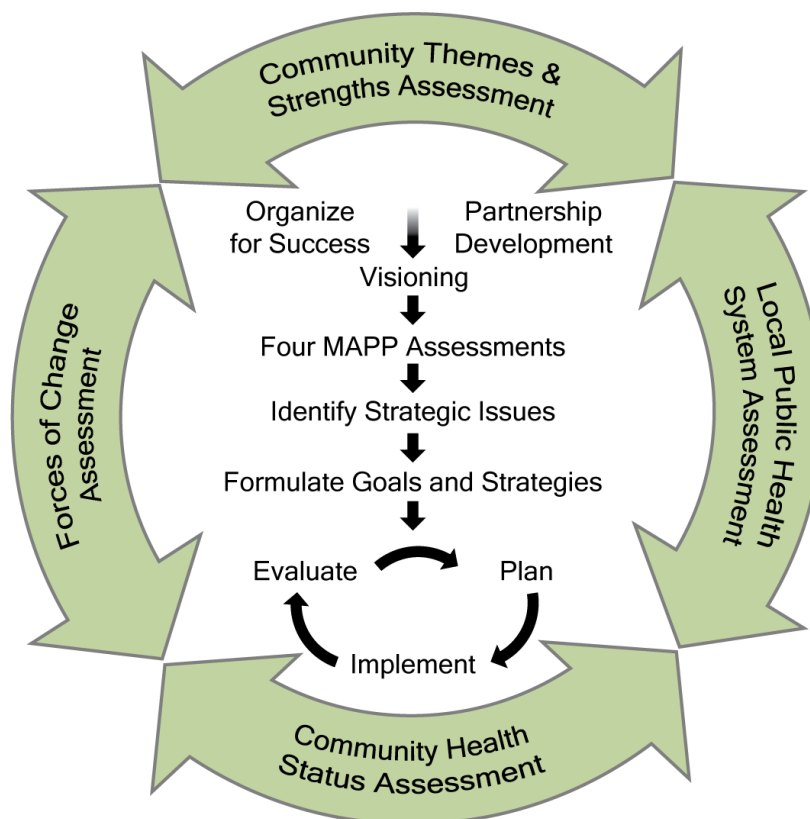 Community Themes &
Strengths Assessment
Organize
for Success
Partnership
Development
Visioning
Four MAPP Assessments
Identify Strategic Issues
Formulate Goals and Strategies
Evaluate
Plan
Implement
Forces of Change
Assessment
Local Public Health
System Assessment
Community Health
Status Assessment